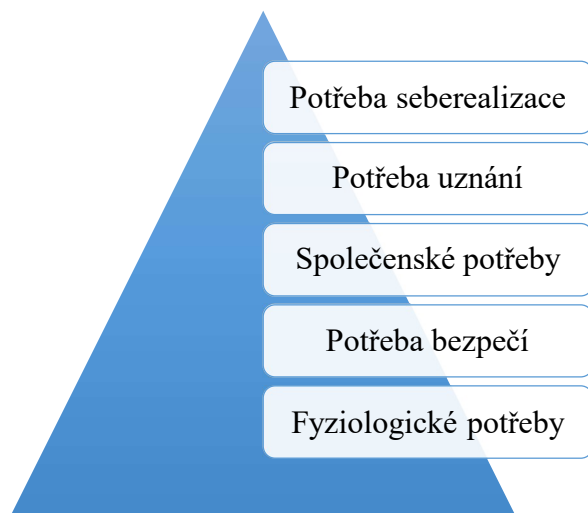 Potřeba seberealizace
Potřeba uznání
Společenské potřeby
Potřeba bezpečí
Fyziologické potřeby